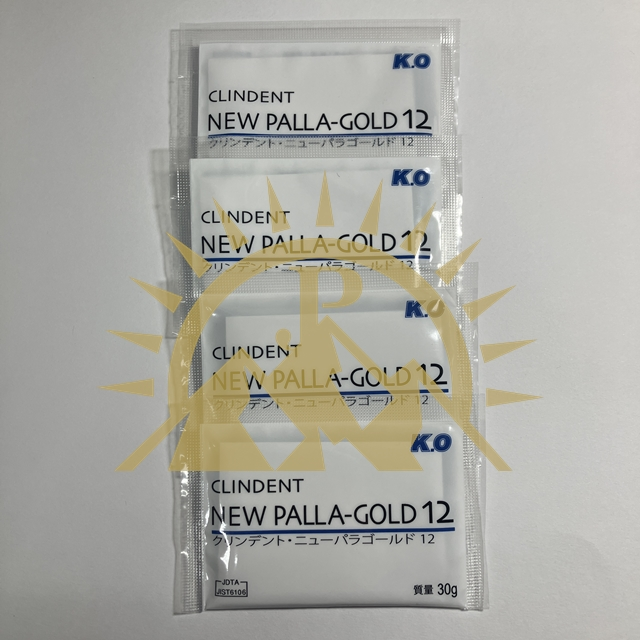 K.O
CLINDENT
NEW PALLA-GOLD 12
クリンデント・ニューパラゴールド 12
K.O
CLINDENT
NEW PALLA-GOLD 12
クリンデント・ニューパラゴールド 12
K.O
CLINDENT
NEW PALLA-GOLD 12
クリンデント・ニューパラゴールド 12
K.O
CLINDENT
NEW PALLA-GOLD 12
クリンデント・ニューパラゴールド 12
JDTA
JIST6106
質量 30g
P